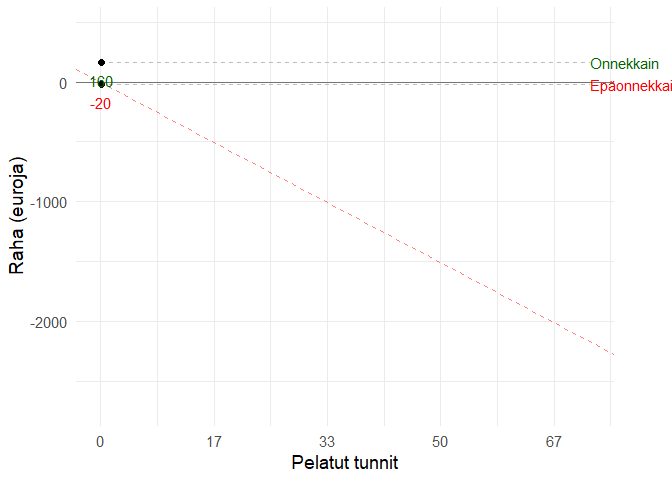 Onnekkain
160
0
Epäonnekkai
-20
-1000
-2000
Raha (euroja)
0 17 33 50 67
Pelatut tunnit